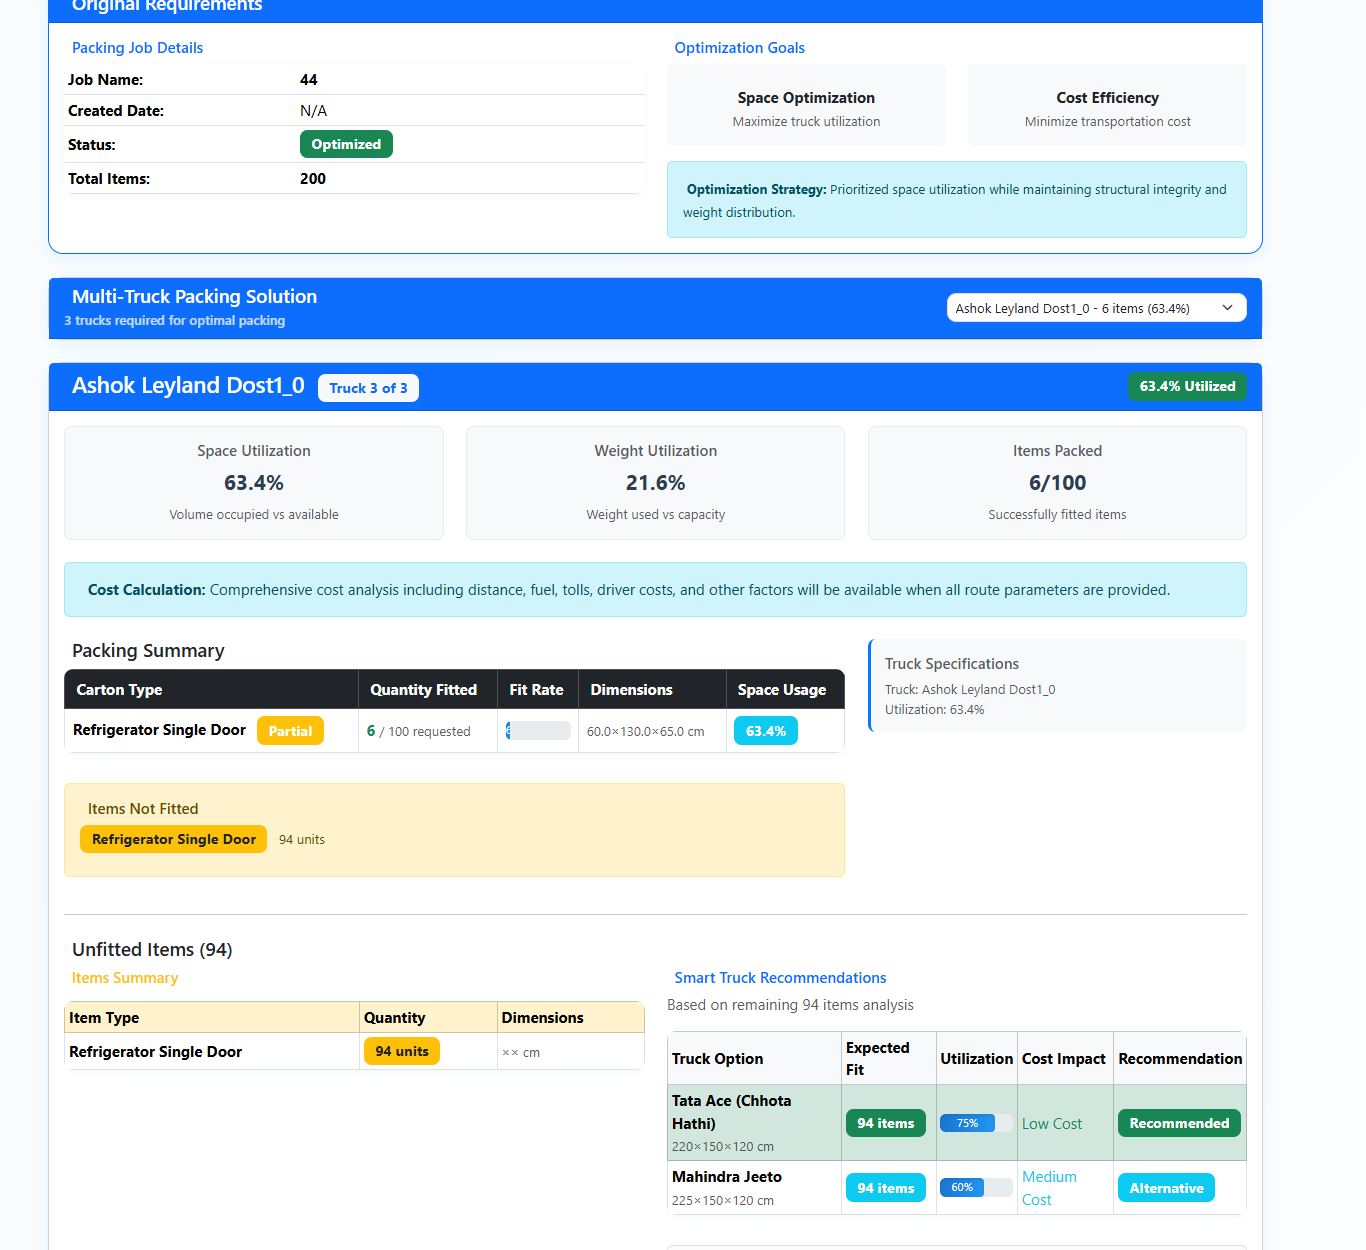 Original Requirements
Packing Job Details
Job Name: 44
Created Date: N/A
Status: Optimized
Total Items: 200
Optimization Goals
Space Optimization
Maximize truck utilization
Cost Efficiency
Minimize transportation cost
Optimization Strategy: Prioritized space utilization while maintaining structural integrity and
weight distribution.
Multi-Truck Packing Solution
3 trucks required for optimal packing
Ashok Leyland Dost1_0 - 6 items (63.4%)
Ashok Leyland Dost1_0 Truck 3 of 3
63.4% Utilized
Space Utilization
63.4%
Volume occupied vs available
Weight Utilization
21.6%
Weight used vs capacity
Items Packed
6/100
Successfully fitted items
Cost Calculation: Comprehensive cost analysis including distance, fuel, tolls, driver costs, and other factors will be available when all route parameters are provided.
Packing Summary
Carton Type Quantity Fitted Fit Rate Dimensions Space Usage
Refrigerator Single Door Partial 6 / 100 requested 60.0×130.0×65.0 cm 63.4%
Truck Specifications
Truck: Ashok Leyland Dost1_0
Utilization: 63.4%
Items Not Fitted
Refrigerator Single Door 94 units
Unfitted Items (94)
Items Summary
Item Type Quantity Dimensions
Refrigerator Single Door 94 units ×× cm
Smart Truck Recommendations
Based on remaining 94 items analysis
Truck Option Expected Fit Utilization Cost Impact Recommendation
Tata Ace (Chhota
Hathi)
220×150×120 cm
94 items 75% Low Cost Recommended
Mahindra Jeeto
225×150×120 cm
94 items 60% Medium Cost Alternative